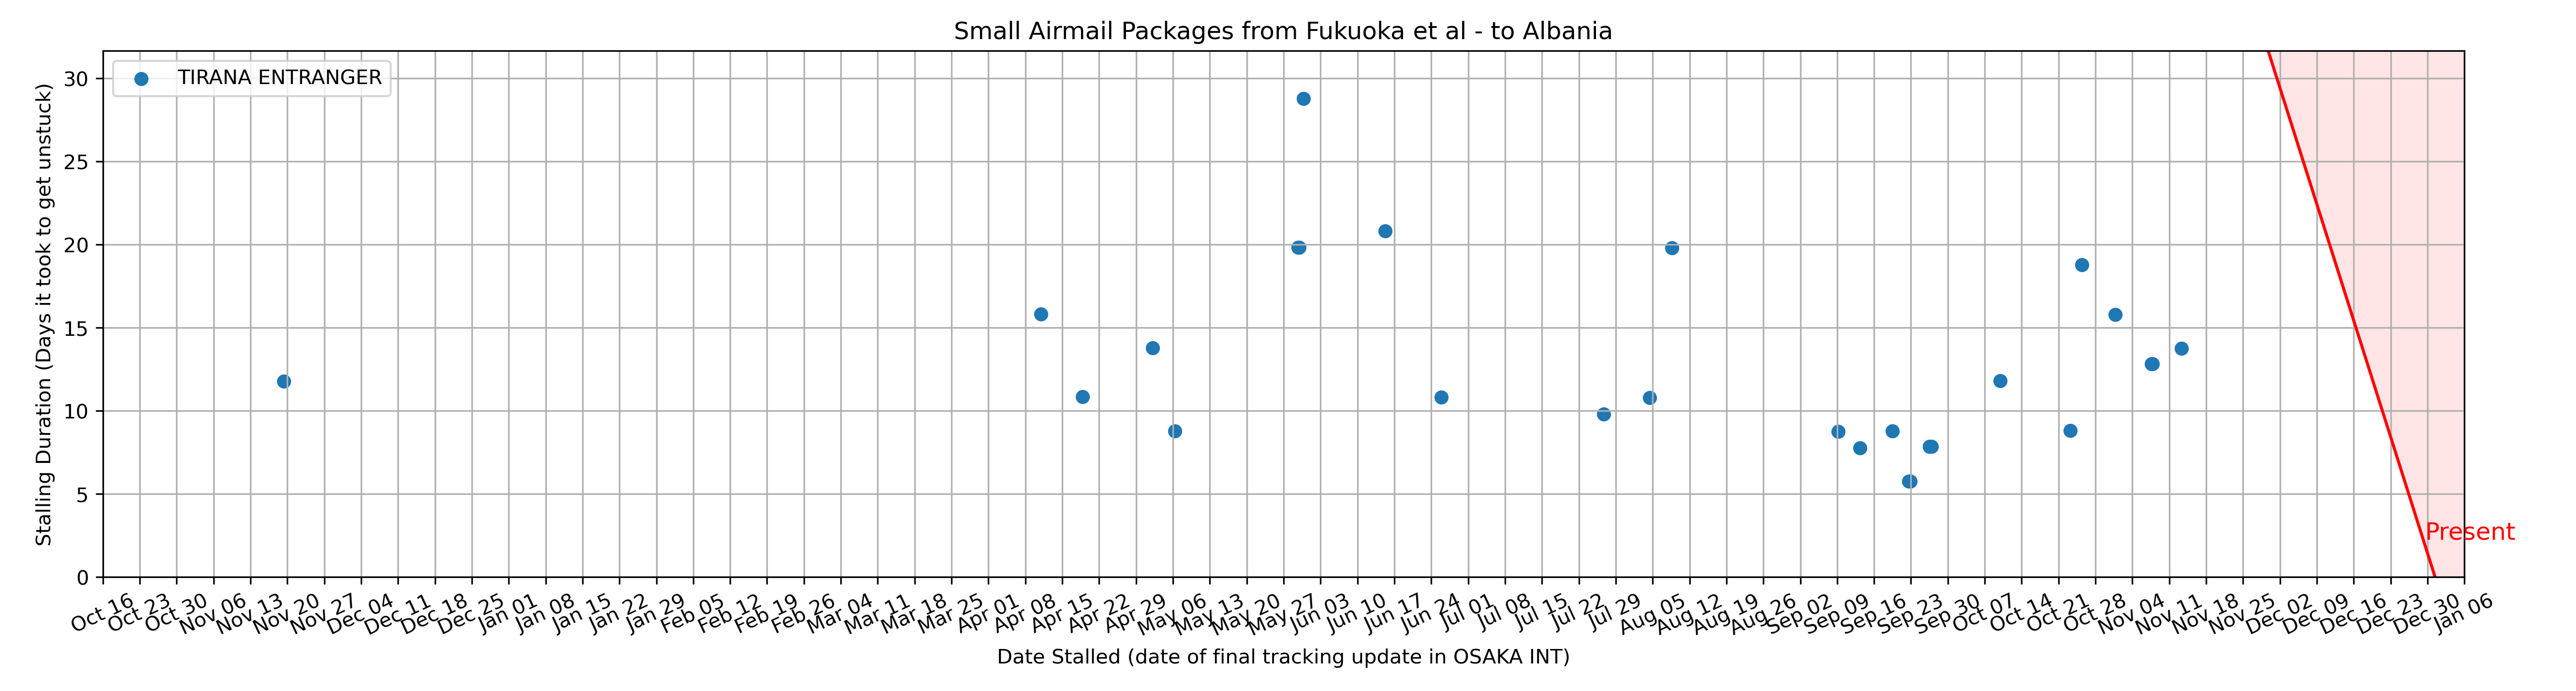 Small Airmail Packages from Fukuoka et al - to Albania
TIRANA ENTRANGER
Stalling Duration (Days it took to get unstuck)
30
25
20
15
10
5
0
Present
Oct 16
Oct 23
Oct 30
Nov 06
Nov 13
Nov 20
Nov 27
Dec 04
Dec 11
Dec 18
Dec 25
Jan 01
Jan 08
Jan 15
Jan 22
Jan 29
Feb 05
Feb 12
Feb 19
Feb 26
Mar 04
Mar 11
Mar 18
Mar 25
Apr 01
Apr 08
Apr 15
Apr 22
Apr 29
May 06
May 13
May 20
May 27
Jun 03
Jun 10
Jun 17
Jun 24
Jul 01
Jul 08
Jul 15
Jul 22
Jul 29
Aug 05
Aug 12
Aug 19
Aug 26
Sep 02
Sep 09
Sep 16
Sep 23
Sep 30
Oct 07
Oct 14
Oct 21
Oct 28
Nov 04
Nov 11
Nov 18
Nov 25
Dec 02
Dec 09
Dec 16
Dec 23
Dec 30
Jan 06
Date Stalled (date of final tracking update in OSAKA INT)